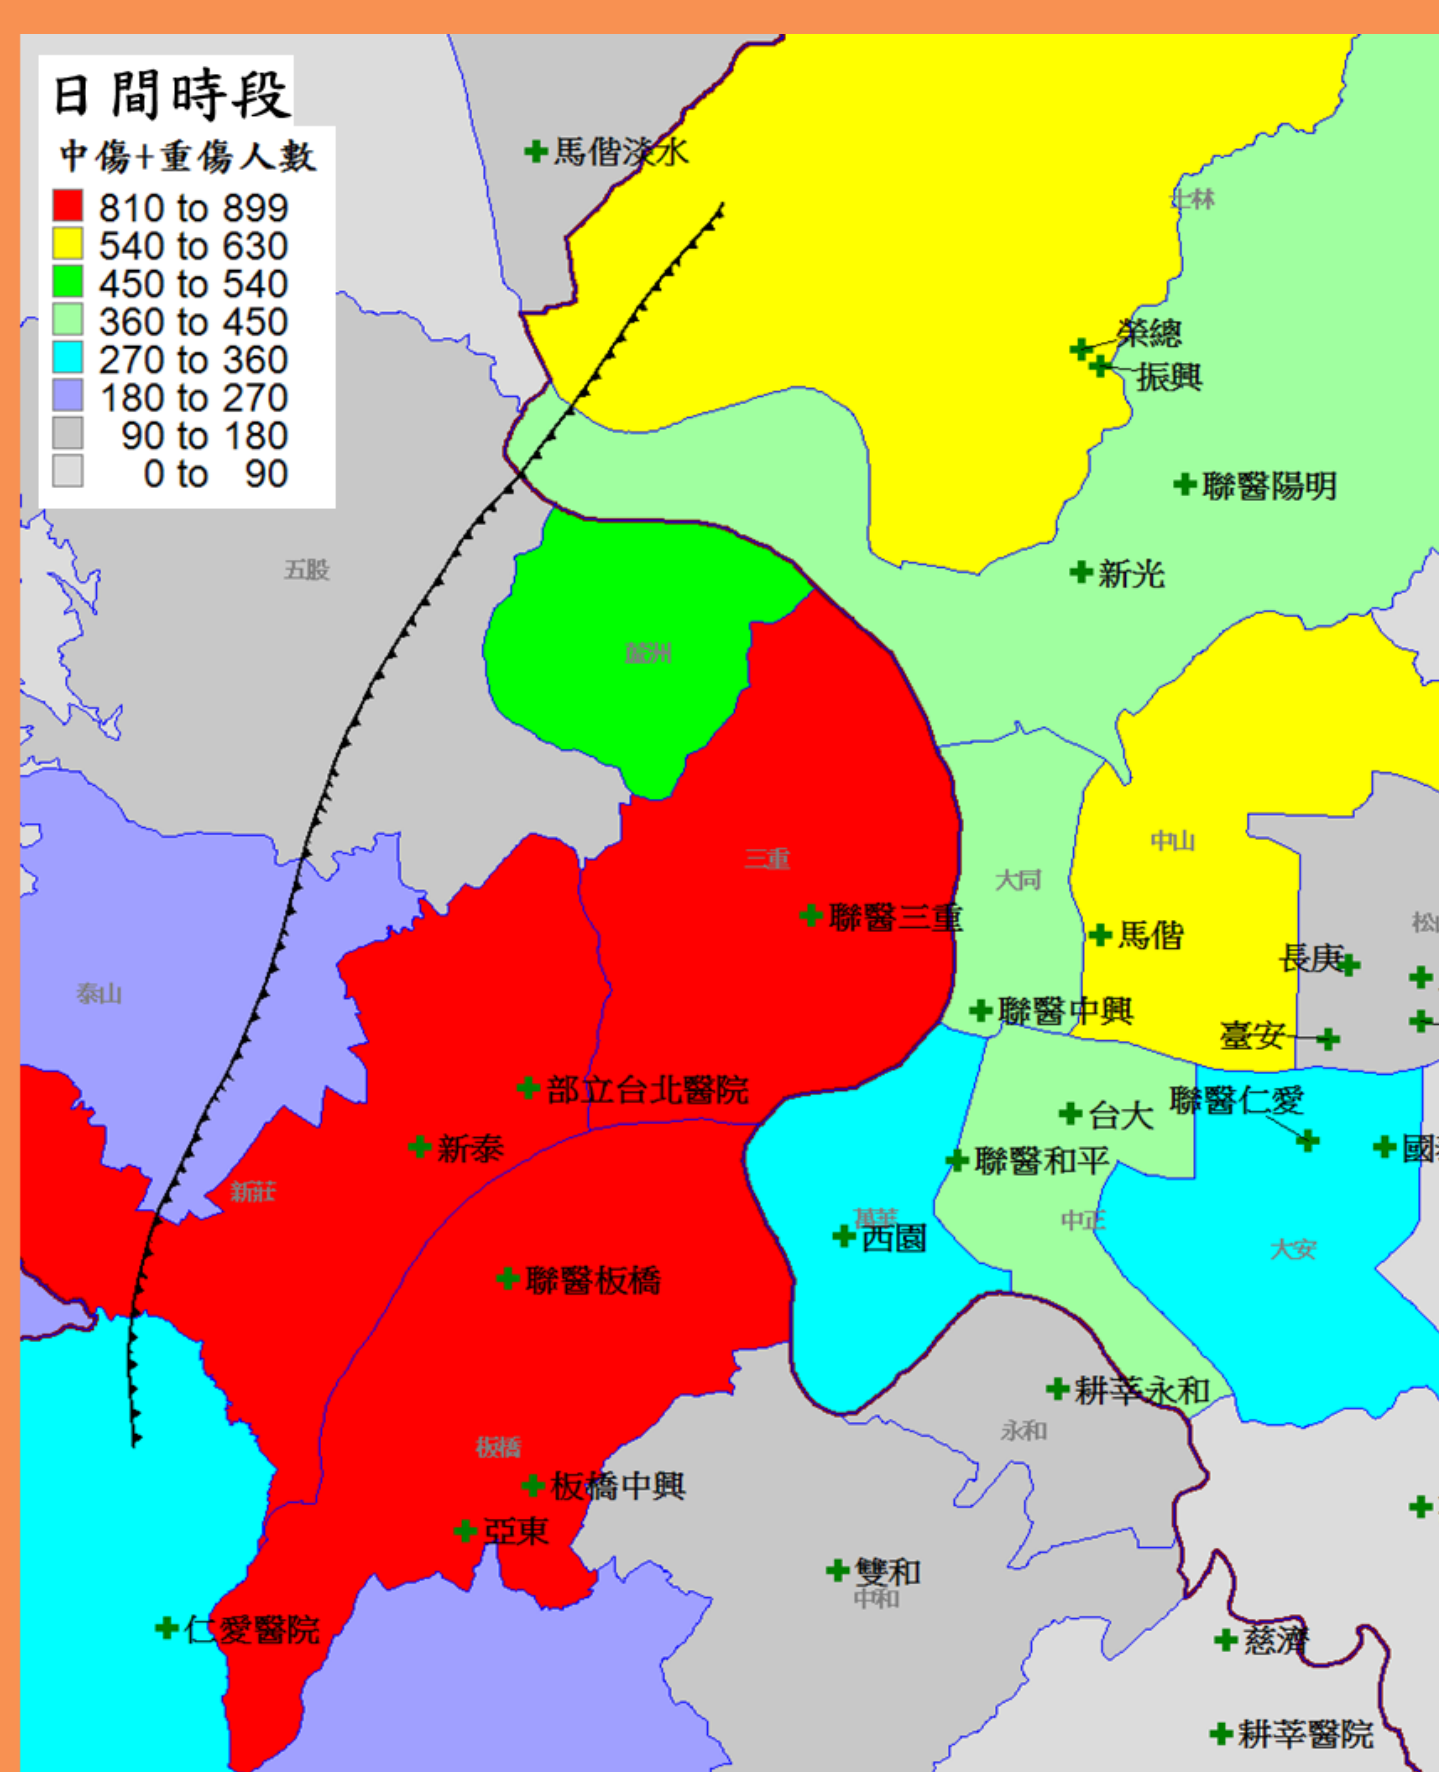 日間時段
中傷+重傷人數
810 to 899
540 to 630
450 to 540
360 to 450
270 to 360
180 to 270
90 to 180
0 to 90
馬偕淡水
士林
榮總
振興
聯醫陽明
五股
新光
蘆洲
中山
三重
大同
聯醫三重
馬偕
長庚
泰山
聯醫中興
臺安
部立台北醫院
聯醫仁愛
台大
新泰
聯醫和平
新莊
萬華
中正
西園
大安
聯醫板橋
耕莘永和
永和
板橋
板橋中興
亞東
雙和
中和
仁愛醫院
慈濟
耕莘醫院